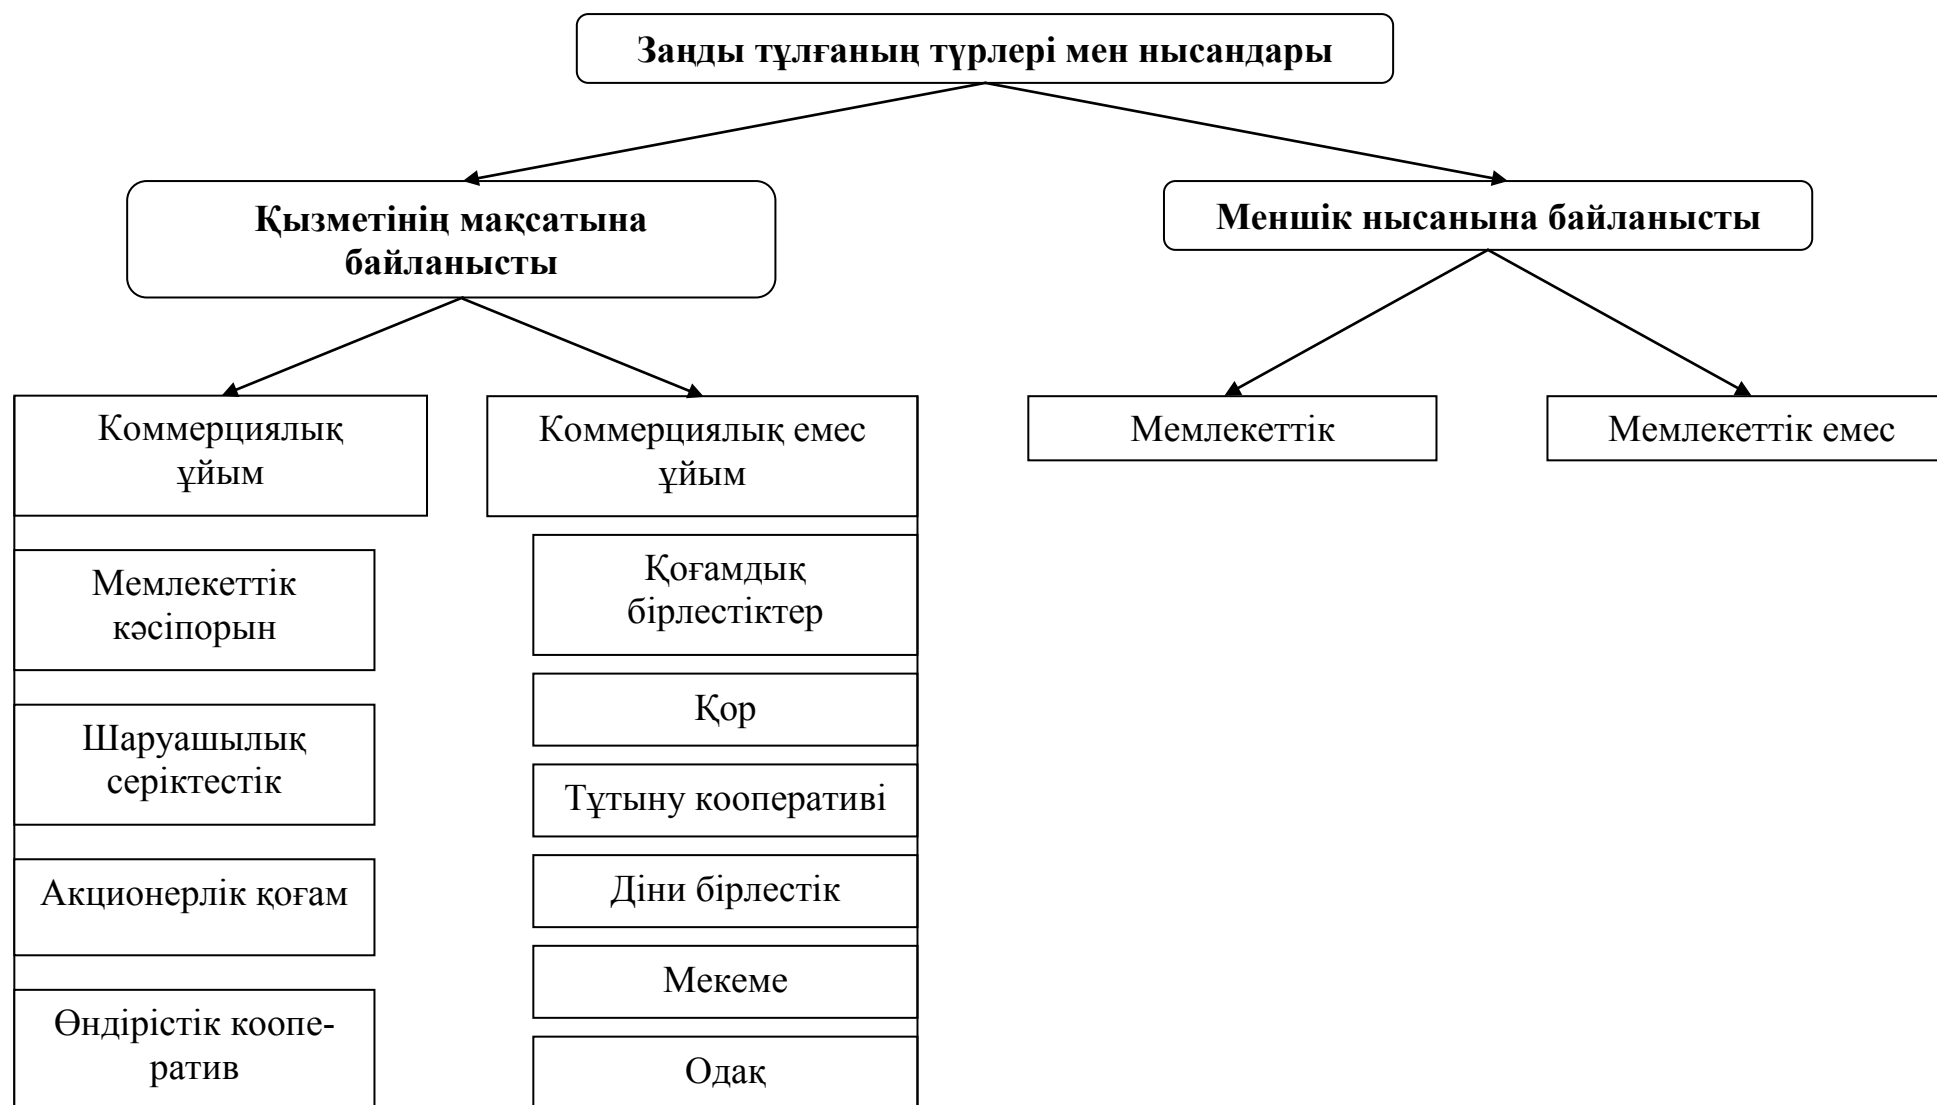 Заңды тұлғаның түрлері мен нысандары
Қызметінің мақсатына
байланысты
Меншік нысанына байланысты
Коммерциялық
ұйым
Коммерциялық емес
ұйым
Мемлекеттік
Мемлекеттік емес
Мемлекеттік
кәсіпорын
Шаруашылық
серіктестік
Акционерлік қоғам
Өндірістік коопе-
ратив
Қоғамдық
бірлестіктер
Қор
Тұтыну кооперативі
Діни бірлестік
Мекеме
Одақ